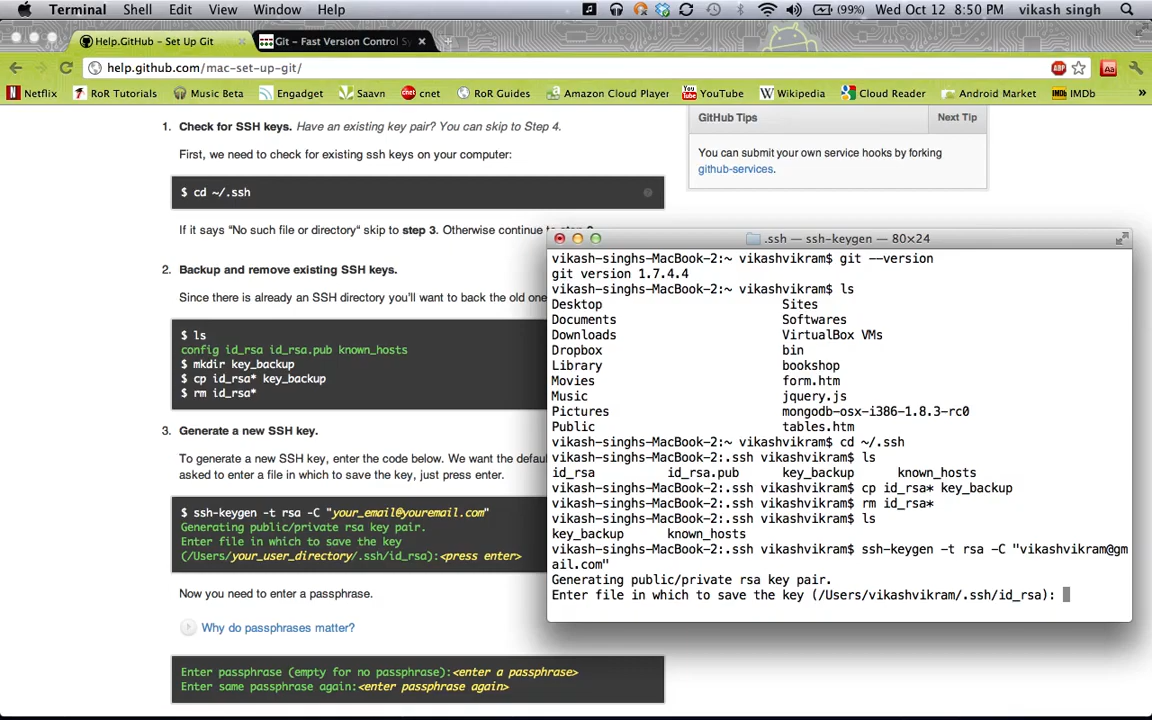 Terminal Shell Edit View Window Help (99%) Wed Oct 12 8:50 PM vikash singh
Help.GitHub - Set Up Git
Git - Fast Version Control Sy
help.github.com/mac-set-up-git/
ABP
Aa
Netflix RoR Tutorials Music Beta Engadget Saavn cnet RoR Guides Amazon Cloud Player YouTube Wikipedia Cloud Reader Android Market IMDb »
1. Check for SSH keys. Have an existing key pair? You can skip to Step 4.
First, we need to check for existing ssh keys on your computer:
$ cd ~/.ssh
If it says "No such file or directory" skip to step 3. Otherwise continue to
2. Backup and remove existing SSH keys.
Since there is already an SSH directory you'll want to back the old one
$ ls
config id_rsa id_rsa.pub known_hosts
$ mkdir key_backup
$ cp id_rsa* key_backup
$ rm id_rsa*
3. Generate a new SSH key.
To generate a new SSH key, enter the code below. We want the defau
asked to enter a file in which to save the key, just press enter.
$ ssh-keygen -t rsa -C "your_email@youremail.com"
Generating public/private rsa key pair.
Enter file in which to save the key
(/Users/your_user_directory/.ssh/id_rsa):<press enter>
Now you need to enter a passphrase.
Why do passphrases matter?
Enter passphrase (empty for no passphrase):<enter a passphrase>
Enter same passphrase again:<enter passphrase again>
GitHub Tips Next Tip
You can submit your own service hooks by forking
github-services.
.ssh — ssh-keygen — 80×24
vikash-singhs-MacBook-2:~ vikashvikram$ git --version
git version 1.7.4.4
vikash-singhs-MacBook-2:~ vikashvikram$ ls
Desktop Sites
Documents Softwares
Downloads VirtualBox VMs
Dropbox bin
Library bookshop
Movies form.htm
Music jquery.js
Pictures mongodb-osx-i386-1.8.3-rc0
Public tables.htm
vikash-singhs-MacBook-2:~ vikashvikram$ cd ~/.ssh
vikash-singhs-MacBook-2:.ssh vikashvikram$ ls
id_rsa id_rsa.pub key_backup known_hosts
vikash-singhs-MacBook-2:.ssh vikashvikram$ cp id_rsa* key_backup
vikash-singhs-MacBook-2:.ssh vikashvikram$ rm id_rsa*
vikash-singhs-MacBook-2:.ssh vikashvikram$ ls
key_backup known_hosts
vikash-singhs-MacBook-2:.ssh vikashvikram$ ssh-keygen -t rsa -C "vikashvikram@gm
ail.com"
Generating public/private rsa key pair.
Enter file in which to save the key (/Users/vikashvikram/.ssh/id_rsa):